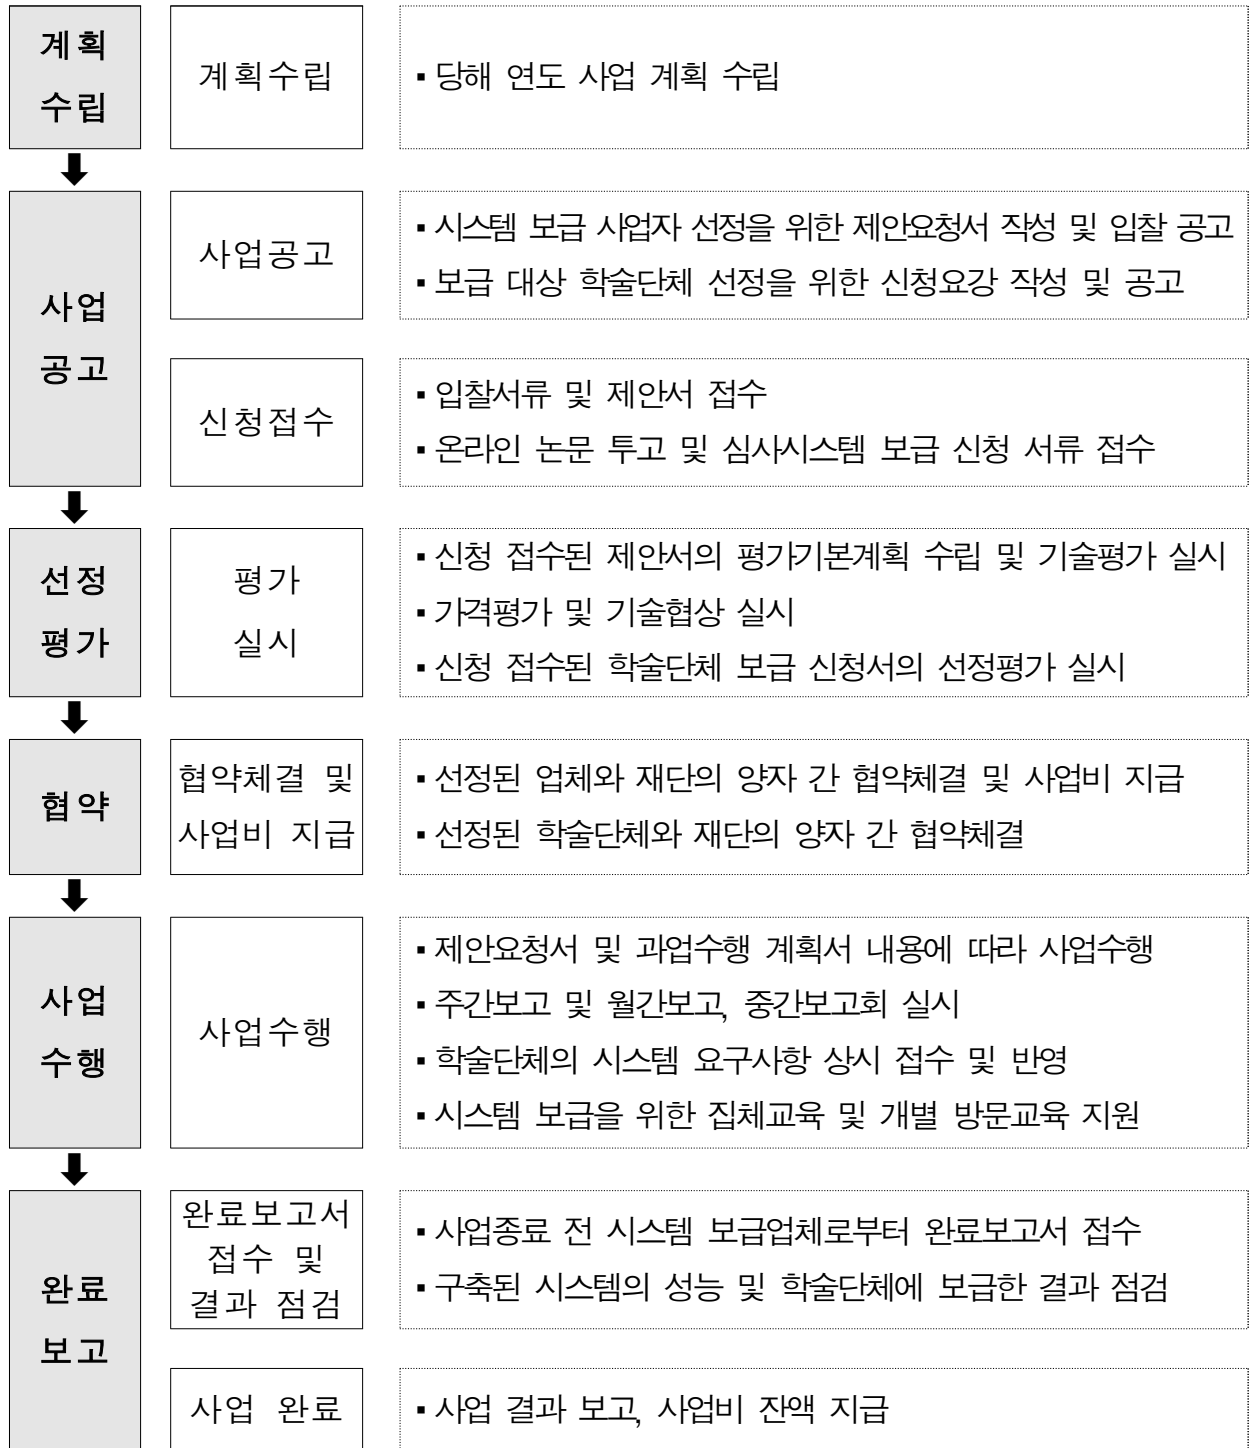 계획
수립
계획수립
▪ 당해 연도 사업 계획 수립
사업
공고
사업공고
▪ 시스템 보급 사업자 선정을 위한 제안요청서 작성 및 입찰 공고
▪ 보급 대상 학술단체 선정을 위한 신청요강 작성 및 공고
신청접수
▪ 입찰서류 및 제안서 접수
▪ 온라인 논문 투고 및 심사시스템 보급 신청 서류 접수
선정
평가
평가
실시
▪ 신청 접수된 제안서의 평가기본계획 수립 및 기술평가 실시
▪ 가격평가 및 기술협상 실시
▪ 신청 접수된 학술단체 보급 신청서의 선정평가 실시
협약
협약체결 및
사업비 지급
▪ 선정된 업체와 재단의 양자 간 협약체결 및 사업비 지급
▪ 선정된 학술단체와 재단의 양자 간 협약체결
사업
수행
사업수행
▪ 제안요청서 및 과업수행 계획서 내용에 따라 사업수행
▪ 주간보고 및 월간보고, 중간보고회 실시
▪ 학술단체의 시스템 요구사항 상시 접수 및 반영
▪ 시스템 보급을 위한 집체교육 및 개별 방문교육 지원
완료
보고
완료보고서
접수 및
결과 점검
▪ 사업종료 전 시스템 보급업체로부터 완료보고서 접수
▪ 구축된 시스템의 성능 및 학술단체에 보급한 결과 점검
사업 완료
▪ 사업 결과 보고, 사업비 잔액 지급